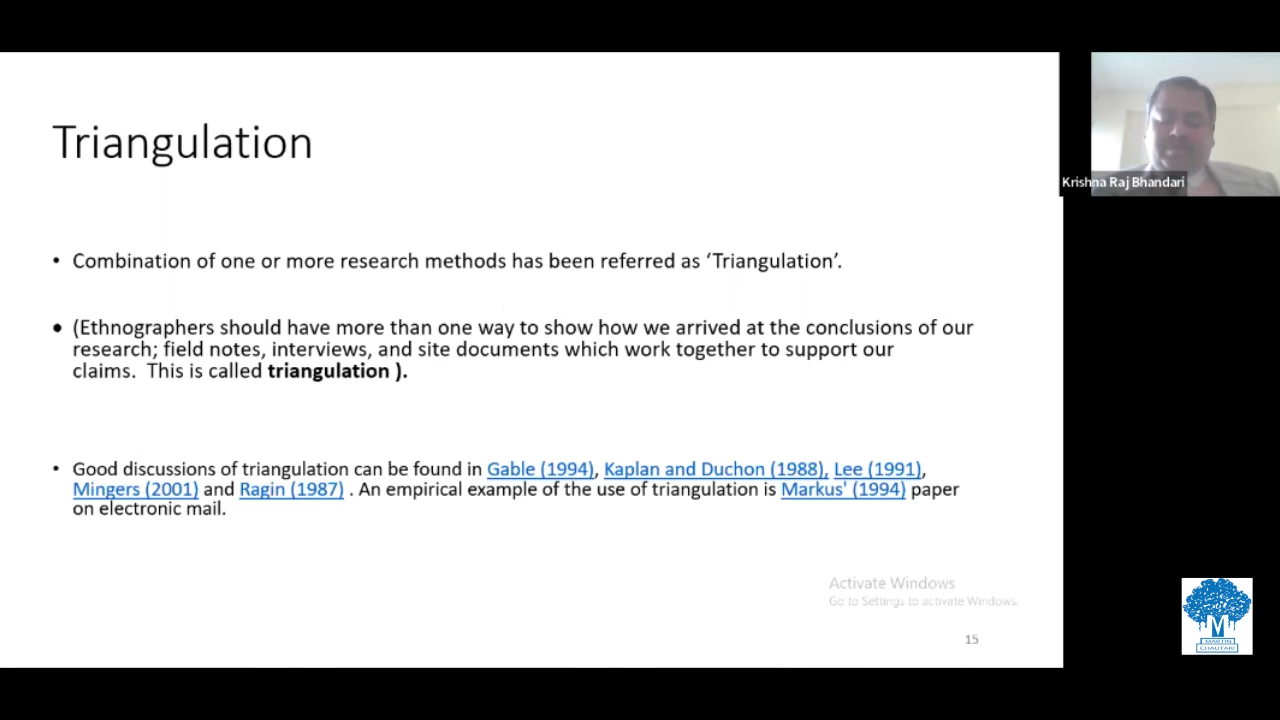 Triangulation
Krishna Raj Bhandari
• Combination of one or more research methods has been referred as ‘Triangulation’.
• (Ethnographers should have more than one way to show how we arrived at the conclusions of our
research; field notes, interviews, and site documents which work together to support our
claims.  This is called triangulation ).
• Good discussions of triangulation can be found in Gable (1994), Kaplan and Duchon (1988), Lee (1991),
Mingers (2001) and Ragin (1987) . An empirical example of the use of triangulation is Markus' (1994) paper
on electronic mail.
Activate Windows
Go to Settings to activate Windows.
15
M
MARTIN
CHAUTARI